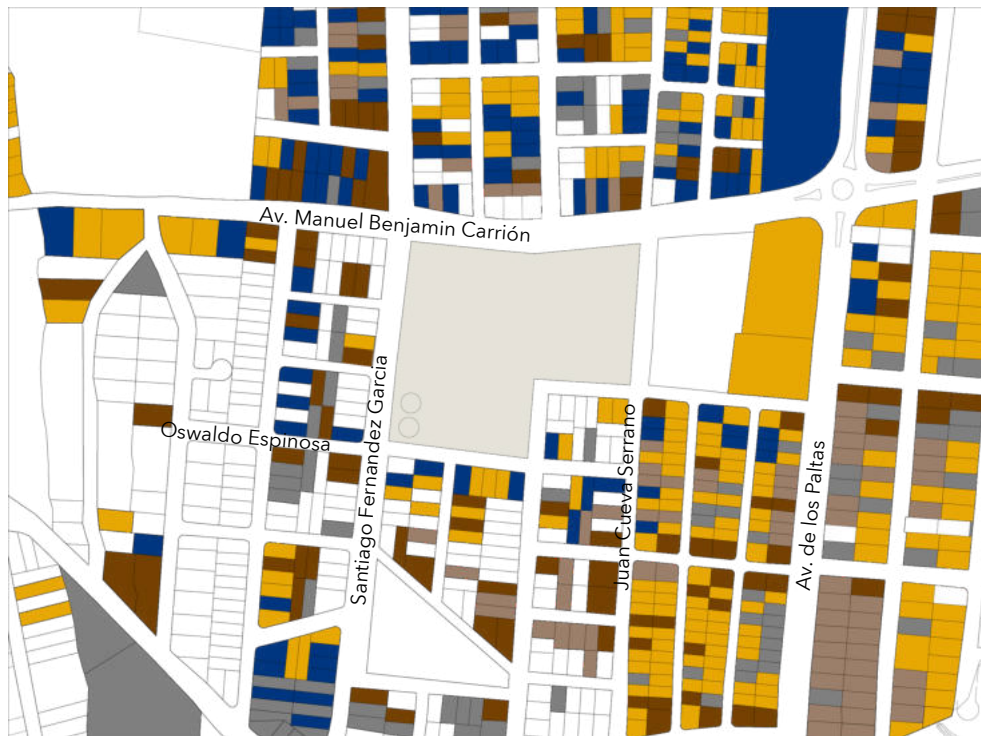 Av. Manuel Benjamin Carrión
Oswaldo Espinosa
Santiago Fernandez Garcia
Juan Cueva Serrano
Av. de los Paltas